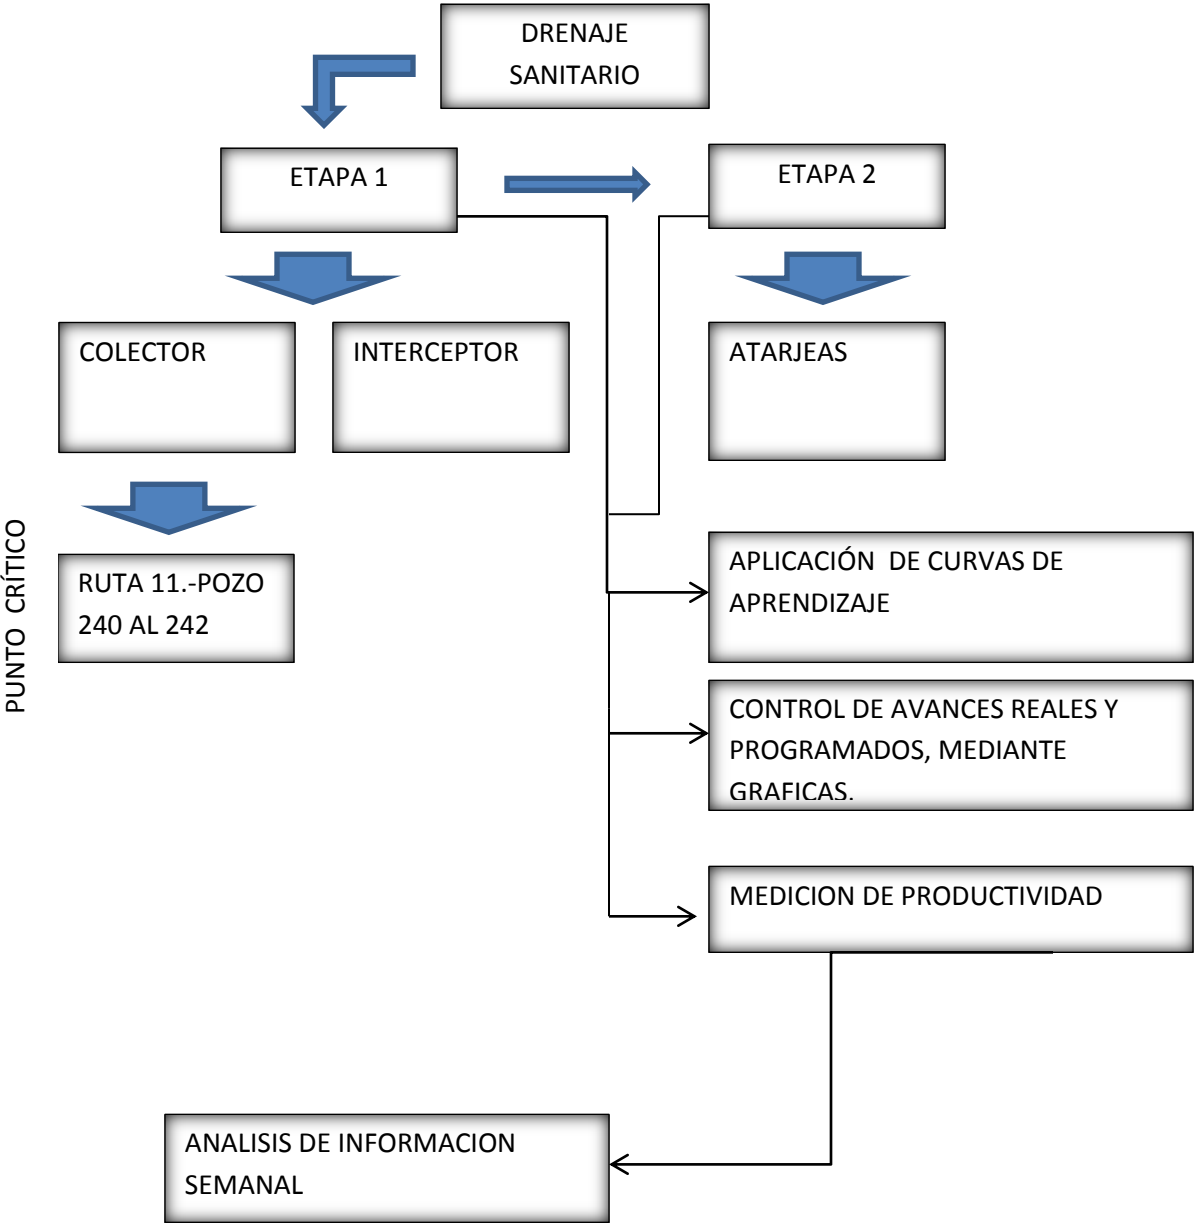 DRENAJE
SANITARIO
ETAPA 1
ETAPA 2
COLECTOR
INTERCEPTOR
ATARJEAS
PUNTO CRÍTICO
RUTA 11.-POZO
240 AL 242
APLICACIÓN DE CURVAS DE
APRENDIZAJE
CONTROL DE AVANCES REALES Y
PROGRAMADOS, MEDIANTE
GRAFICAS.
MEDICION DE PRODUCTIVIDAD
ANALISIS DE INFORMACION
SEMANAL